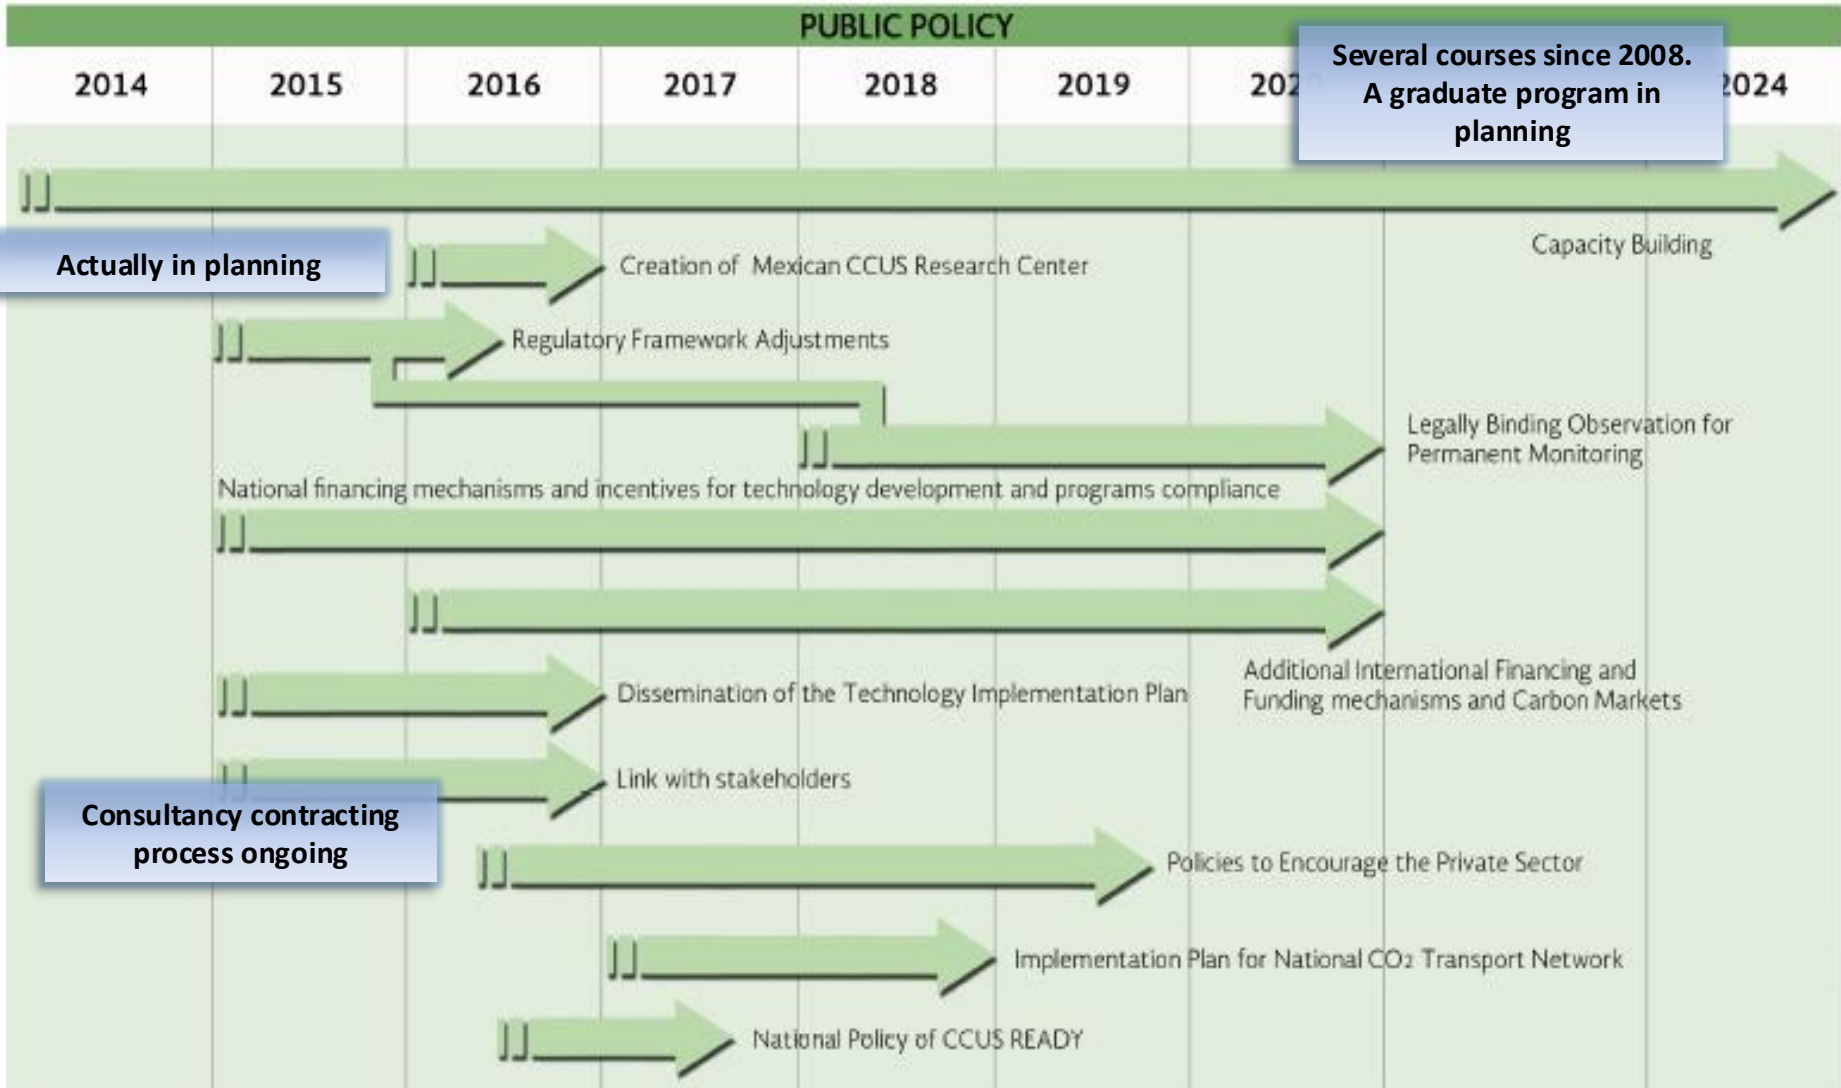 PUBLIC POLICY
2014
2015
2016
2017
2018
2019
Several courses since 2008.
A graduate program in
planning
Capacity Building
Actually in planning
Creation of  Mexican CCUS Research Center
Regulatory Framework Adjustments
Legally Binding Observation for
Permanent Monitoring
National financing mechanisms and incentives for technology development and programs compliance
Additional International Financing and
Funding mechanisms and Carbon Markets
Dissemination of the Technology Implementation Plan
Link with stakeholders
Consultancy contracting
process ongoing
Policies to Encourage the Private Sector
Implementation Plan for National CO₂ Transport Network
National Policy of CCUS READY